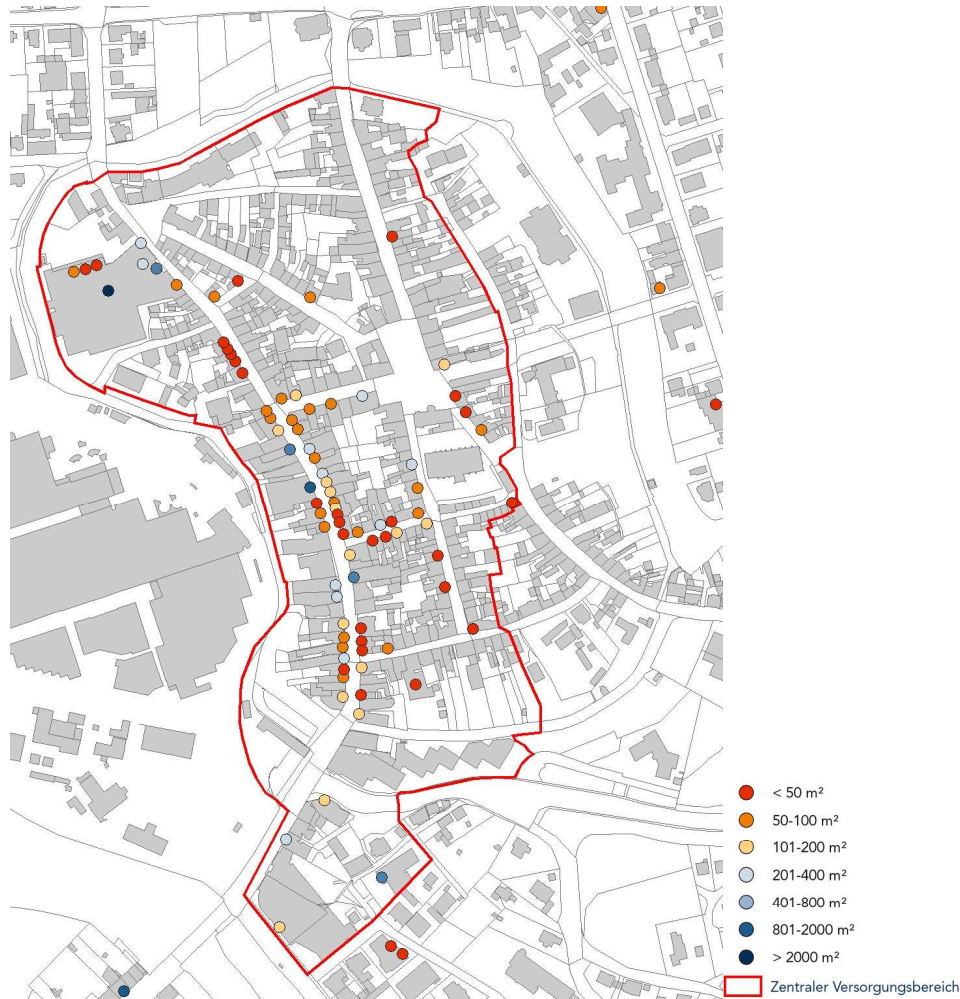 < 50 m²
50-100 m²
101-200 m²
201-400 m²
401-800 m²
801-2000 m²
> 2000 m²
Zentraler Versorgungsbereich